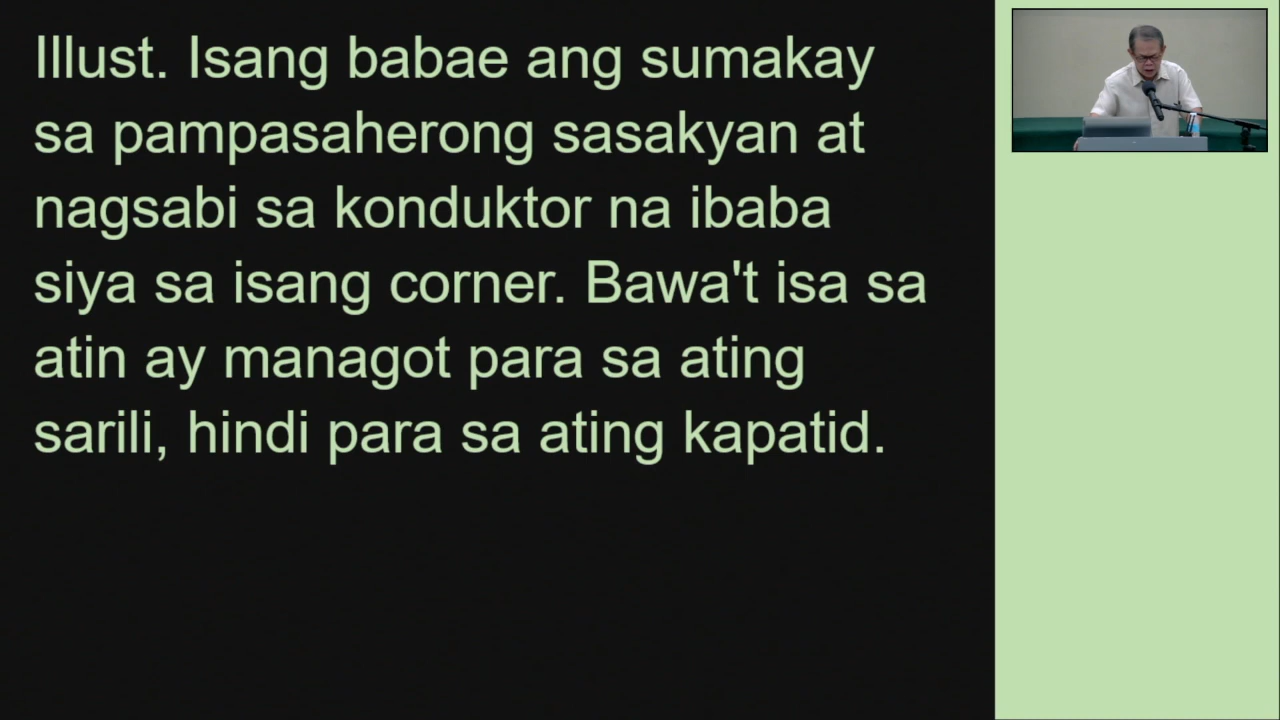 Illust. Isang babae ang sumakay
sa pampasaherong sasakyan at
nagsabi sa konduktor na ibaba
siya sa isang corner. Bawa't isa sa
atin ay managot para sa ating
sarili, hindi para sa ating kapatid.